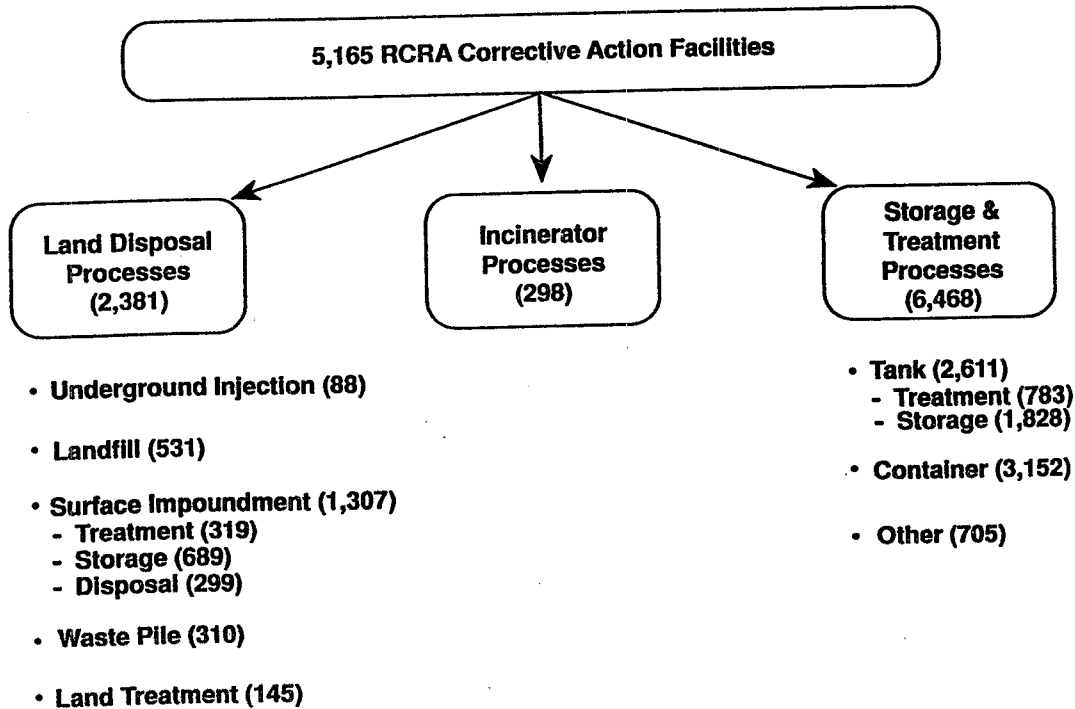 5,165 RCRA Corrective Action Facilities
Land Disposal
Processes
(2,381)
Incinerator
Processes
(298)
Storage &
Treatment
Processes
(6,468)
• Underground Injection (88)
• Landfill (531)
• Surface Impoundment (1,307)
- Treatment (319)
- Storage (689)
- Disposal (299)
• Waste Pile (310)
• Land Treatment (145)
• Tank (2,611)
- Treatment (783)
- Storage (1,828)
• Container (3,152)
• Other (705)